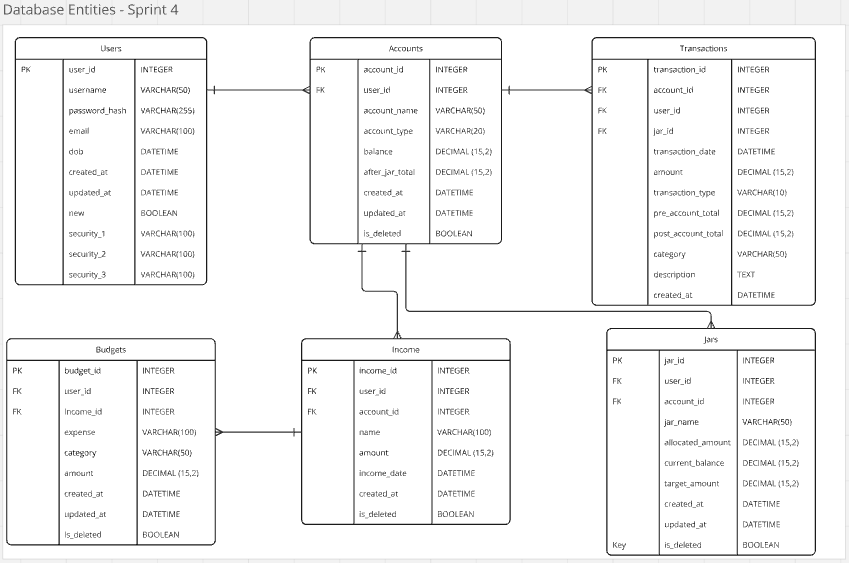 Database Entities - Sprint 4
Users
PK user_id INTEGER
username VARCHAR(50)
password_hash VARCHAR(255)
email VARCHAR(100)
dob DATETIME
created_at DATETIME
updated_at DATETIME
new BOOLEAN
security_1 VARCHAR(100)
security_2 VARCHAR(100)
security_3 VARCHAR(100)
Accounts
PK account_id INTEGER
FK user_id INTEGER
account_name VARCHAR(50)
account_type VARCHAR(20)
balance DECIMAL (15,2)
after_jar_total DECIMAL (15,2)
created_at DATETIME
updated_at DATETIME
is_deleted BOOLEAN
Transactions
PK transaction_id INTEGER
FK account_id INTEGER
FK user_id INTEGER
FK jar_id INTEGER
transaction_date DATETIME
amount DECIMAL (15,2)
transaction_type VARCHAR(10)
pre_account_total DECIMAL (15,2)
post_account_total DECIMAL (15,2)
category VARCHAR(50)
description TEXT
created_at DATETIME
Budgets
PK budget_id INTEGER
FK user_id INTEGER
FK income_id INTEGER
expense VARCHAR(100)
category VARCHAR(50)
amount DECIMAL (15,2)
created_at DATETIME
updated_at DATETIME
is_deleted BOOLEAN
Income
PK income_id INTEGER
FK user_id INTEGER
FK account_id INTEGER
name VARCHAR(100)
amount DECIMAL (15,2)
income_date DATETIME
created_at DATETIME
is_deleted BOOLEAN
Jars
PK jar_id INTEGER
FK user_id INTEGER
FK account_id INTEGER
jar_name VARCHAR(50)
allocated_amount DECIMAL (15,2)
current_balance DECIMAL (15,2)
target_amount DECIMAL (15,2)
created_at DATETIME
updated_at DATETIME
Key is_deleted BOOLEAN